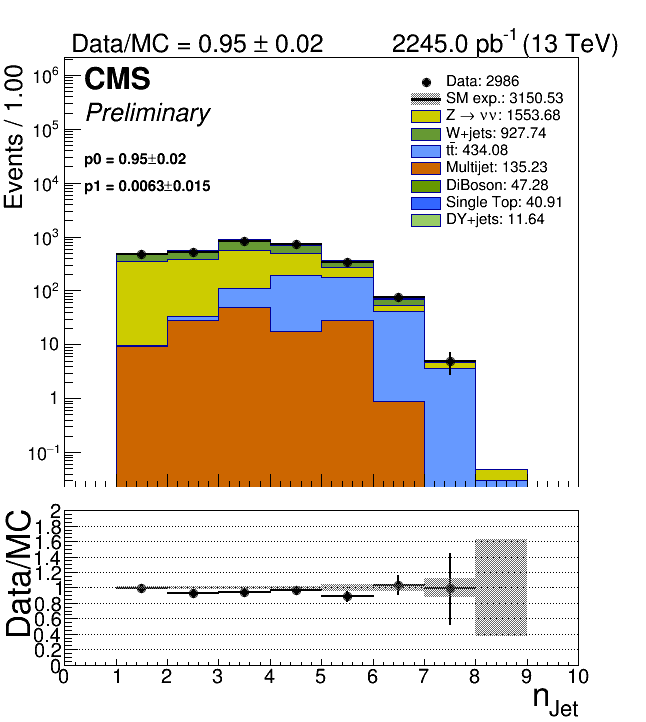 Data/MC = 0.95 ± 0.02 2245.0 pb⁻¹ (13 TeV)
Events / 1.00
CMS
Preliminary
p0 = 0.95±0.02
p1 = 0.0063±0.015
Data: 2986
SM exp.: 3150.53
Z → νν: 1553.68
W+jets: 927.74
tt̄: 434.08
Multijet: 135.23
DiBoson: 47.28
Single Top: 40.91
DY+jets: 11.64
10⁶
10⁵
10⁴
10³
10²
10
1
10⁻¹
Data/MC
2
1.8
1.6
1.4
1.2
1
0.8
0.6
0.4
0.2
0
0 1 2 3 4 5 6 7 8 9 10
n_Jet